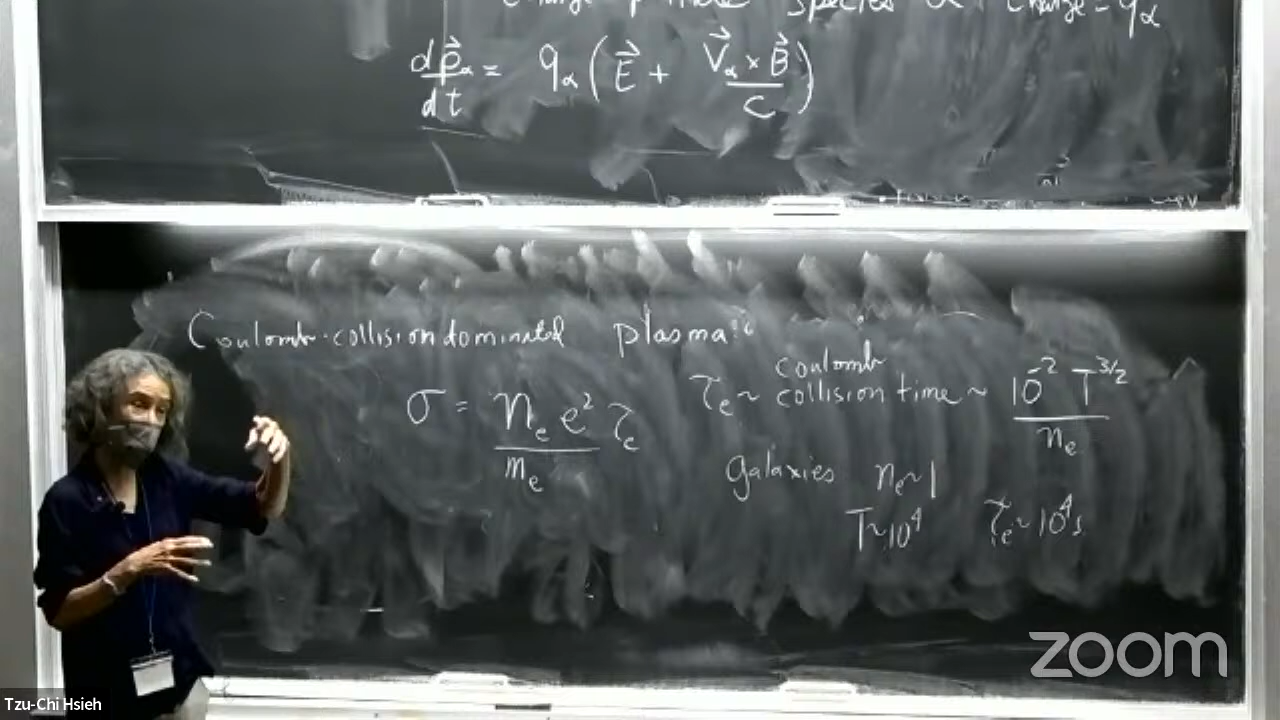 species α charge = qα
dp⃗α/dt = qα (E⃗ + V⃗α × B⃗/c)
Coulomb-collision dominated plasma:
σ = ne e² τe / me
τe ~ coulomb collision time ~ 10⁻² T^3/2 / ne
galaxies ne ~ 1
T ~ 10⁴ τe ~ 10⁴ s
zoom
Tzu-Chi Hsieh